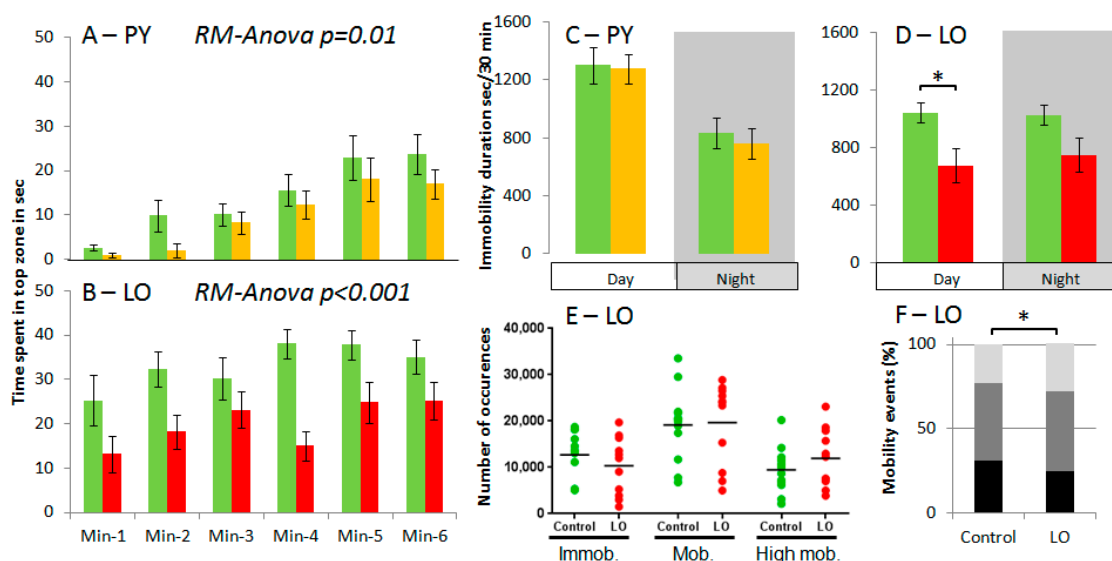 A – PY RM-Anova p=0.01
50
40
30
20
10
0
Time spent in top zone in sec
B – LO RM-Anova p<0.001
50
40
30
20
10
0
Min-1 Min-2 Min-3 Min-4 Min-5 Min-6
C – PY
1600
1200
800
400
0
Immobility duration sec/30 min
Day Night
D – LO
1600
1200
800
400
0
*
Day Night
E – LO
40,000
30,000
20,000
10,000
0
Number of occurences
Control LO Control LO Control LO
Immob. Mob. High mob.
F – LO
*
100
50
0
Mobility events (%)
Control LO